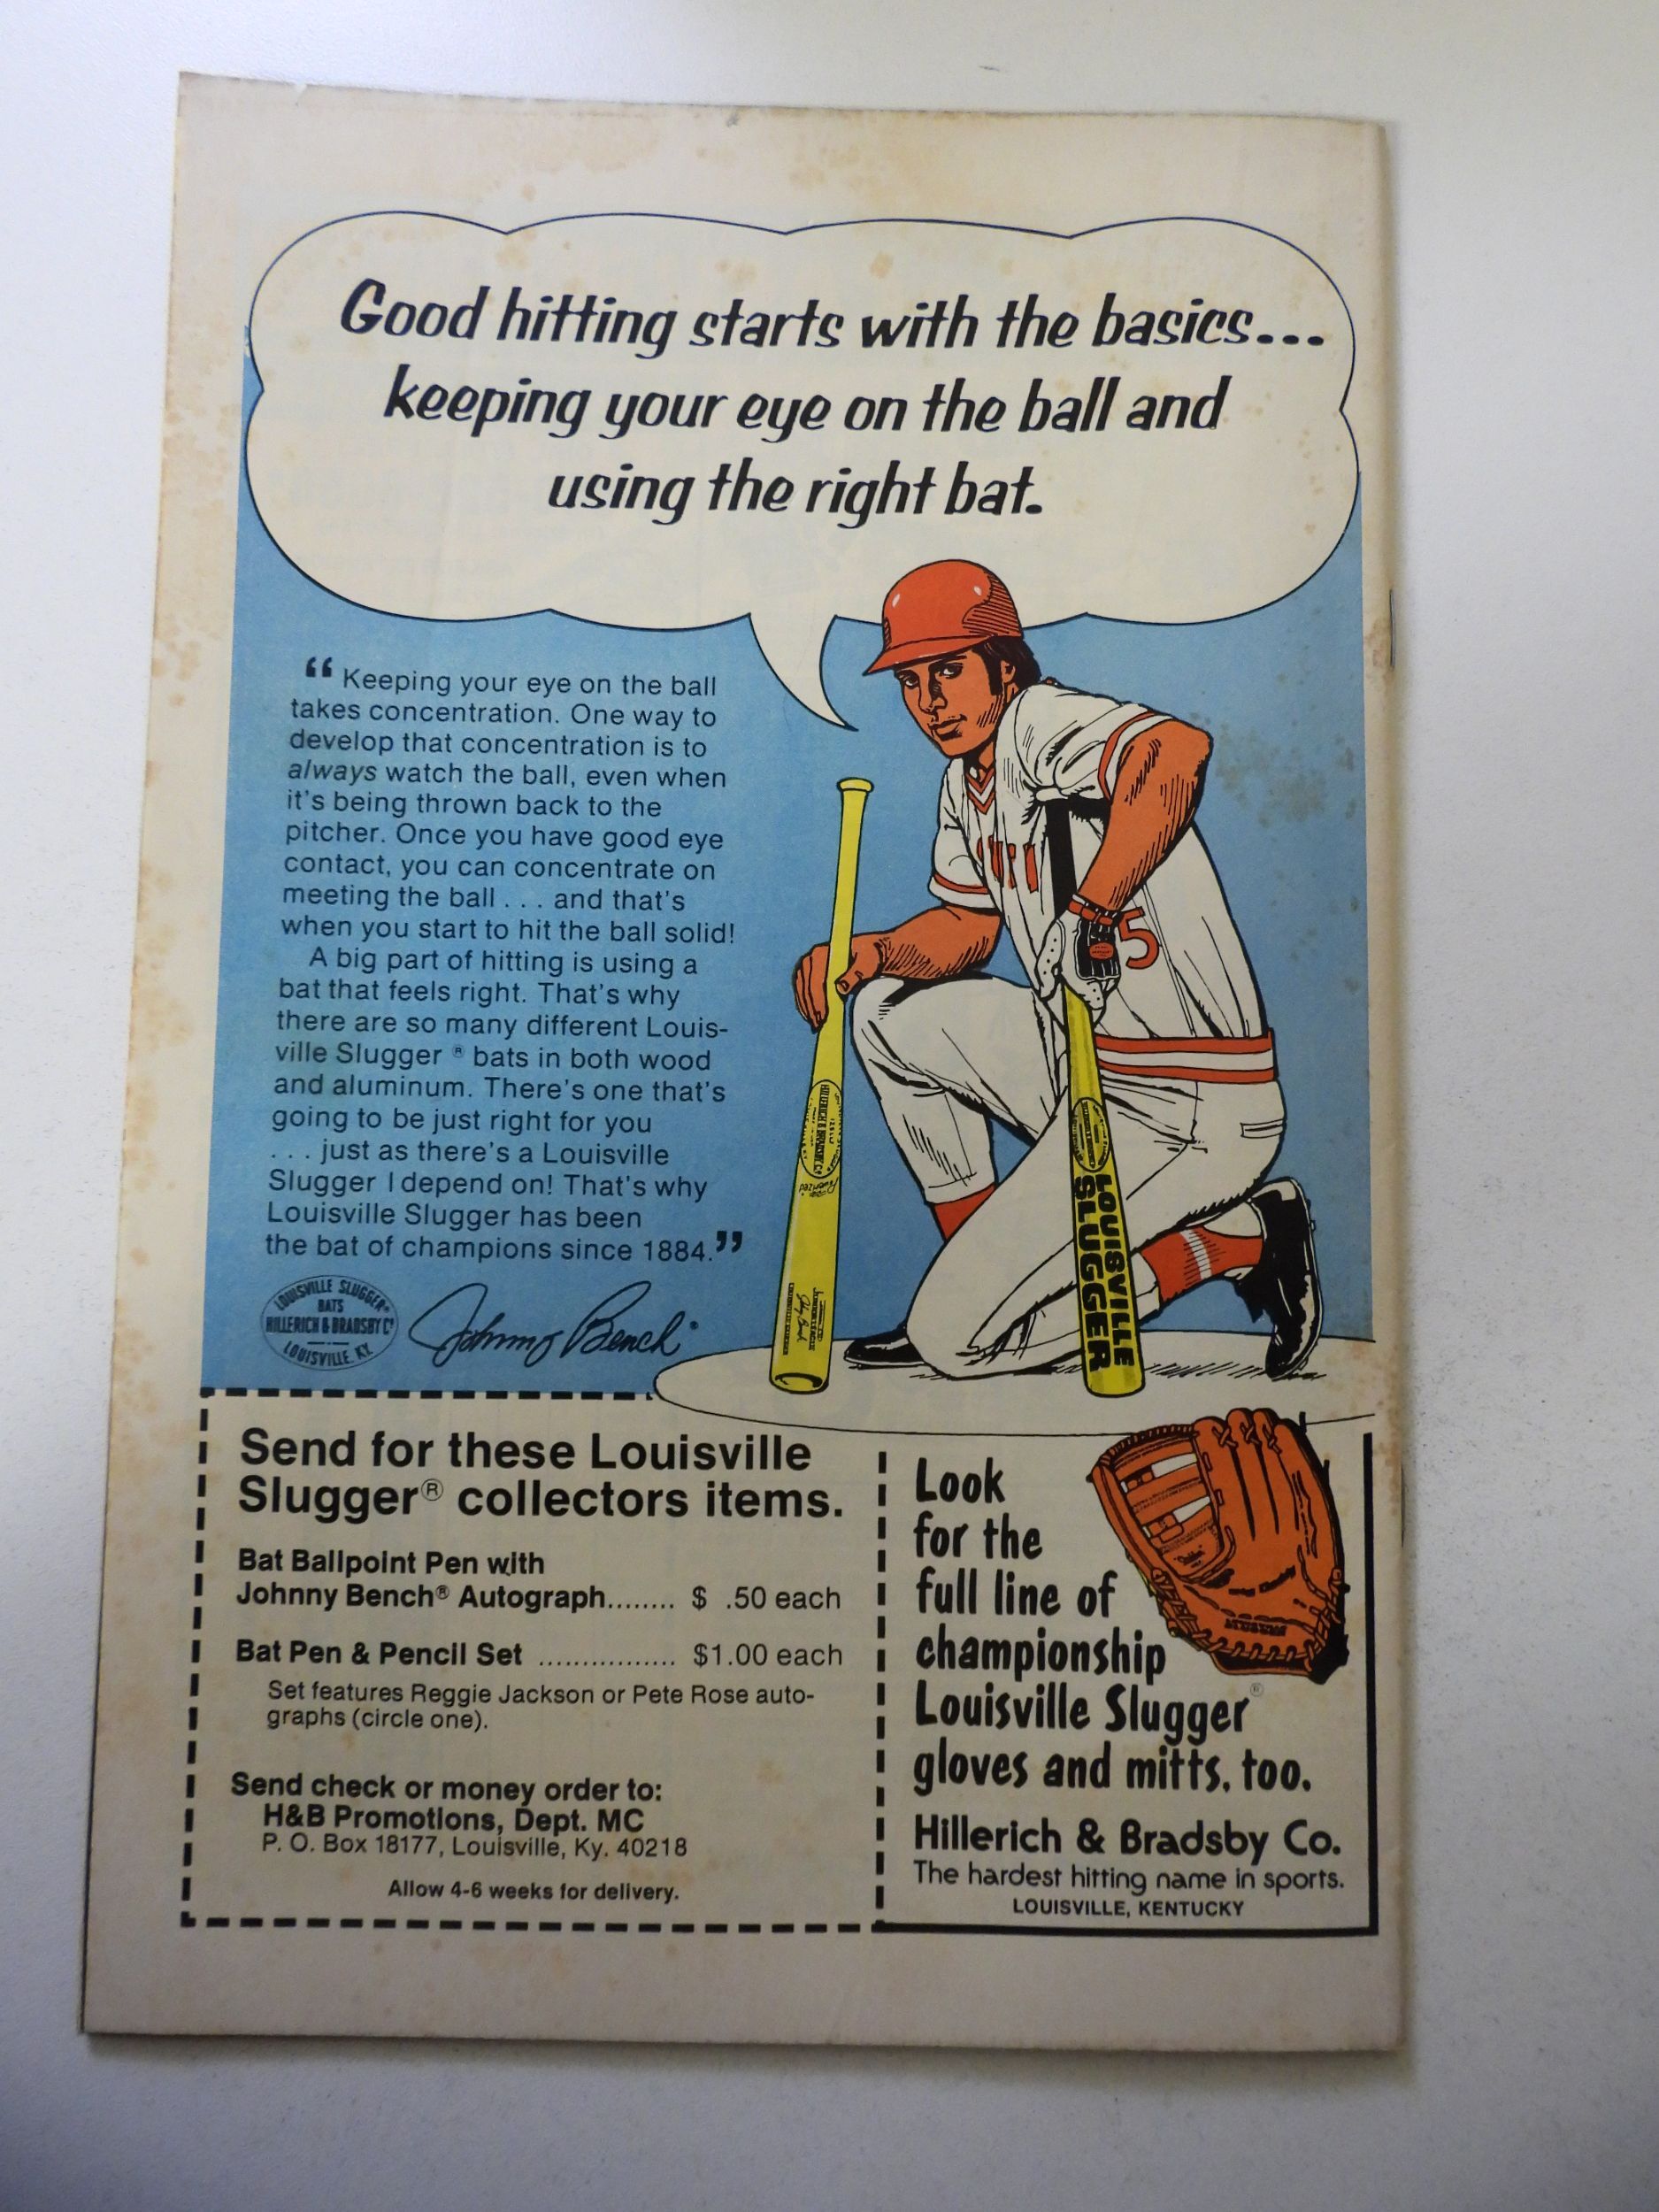 Good hitting starts with the basics...
keeping your eye on the ball and
using the right bat.
“Keeping your eye on the ball
takes concentration. One way to
develop that concentration is to
always watch the ball, even when
it's being thrown back to the
pitcher. Once you have good eye
contact, you can concentrate on
meeting the ball . . . and that's
when you start to hit the ball solid!
A big part of hitting is using a
bat that feels right. That's why
there are so many different Louis-
ville Slugger ® bats in both wood
and aluminum. There's one that's
going to be just right for you
. . . just as there's a Louisville
Slugger I depend on! That's why
Louisville Slugger has been
the bat of champions since 1884.”
LOUISVILLE SLUGGER®
BATS
HILLERICH & BRADSBY Cº
LOUISVILLE, KY.
Johnny Bench
5
HILLERICH & BRADSBY Cº
LOUISVILLE
SLUGGER
Send for these Louisville
Slugger® collectors items.
Bat Ballpoint Pen with
Johnny Bench® Autograph........ $ .50 each
Bat Pen & Pencil Set ................ $1.00 each
Set features Reggie Jackson or Pete Rose auto-
graphs (circle one).
Send check or money order to:
H&B Promotions, Dept. MC
P. O. Box 18177, Louisville, Ky. 40218
Allow 4-6 weeks for delivery.
Look
for the
full line of
championship
Louisville Slugger®
gloves and mitts, too.
Hillerich & Bradsby Co.
The hardest hitting name in sports.
LOUISVILLE, KENTUCKY